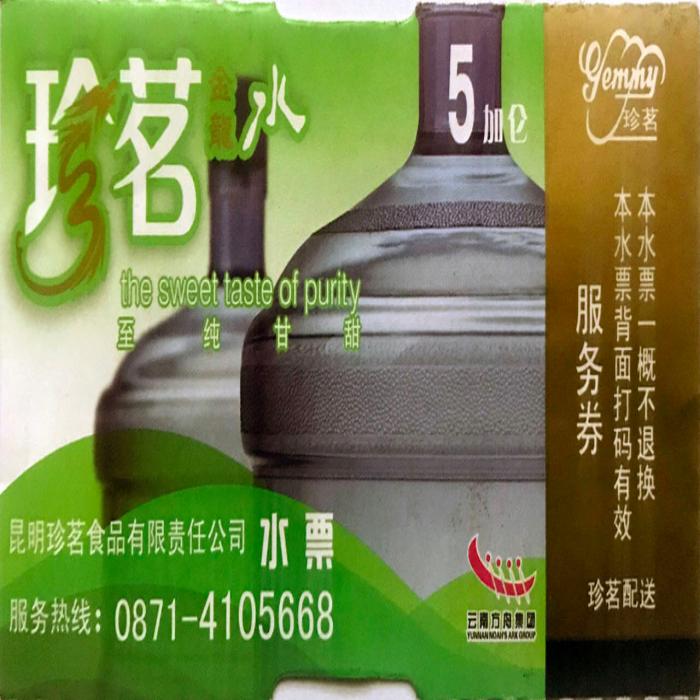 珍茗金龍水
5加仑
the sweet taste of purity
至纯甘甜
昆明珍茗食品有限责任公司 水票
服务热线：0871-4105668
云南方舟集团
YUNNAN NOAH'S ARK GROUP
Gemmy
珍茗
本水票一概不退换
本水票背面打码有效
服务券
珍茗配送